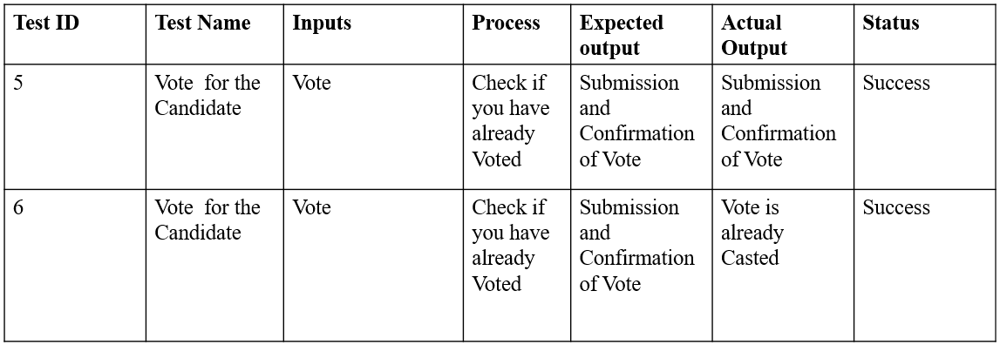 Test ID
Test Name
Inputs
Process
Expected
output
Actual
Output
Status
5
Vote for the
Candidate
Vote
Check if
you have
already
Voted
Submission
and
Confirmation
of Vote
Submission
and
Confirmation
of Vote
Success
6
Vote for the
Candidate
Vote
Check if
you have
already
Voted
Submission
and
Confirmation
of Vote
Vote is
already
Casted
Success